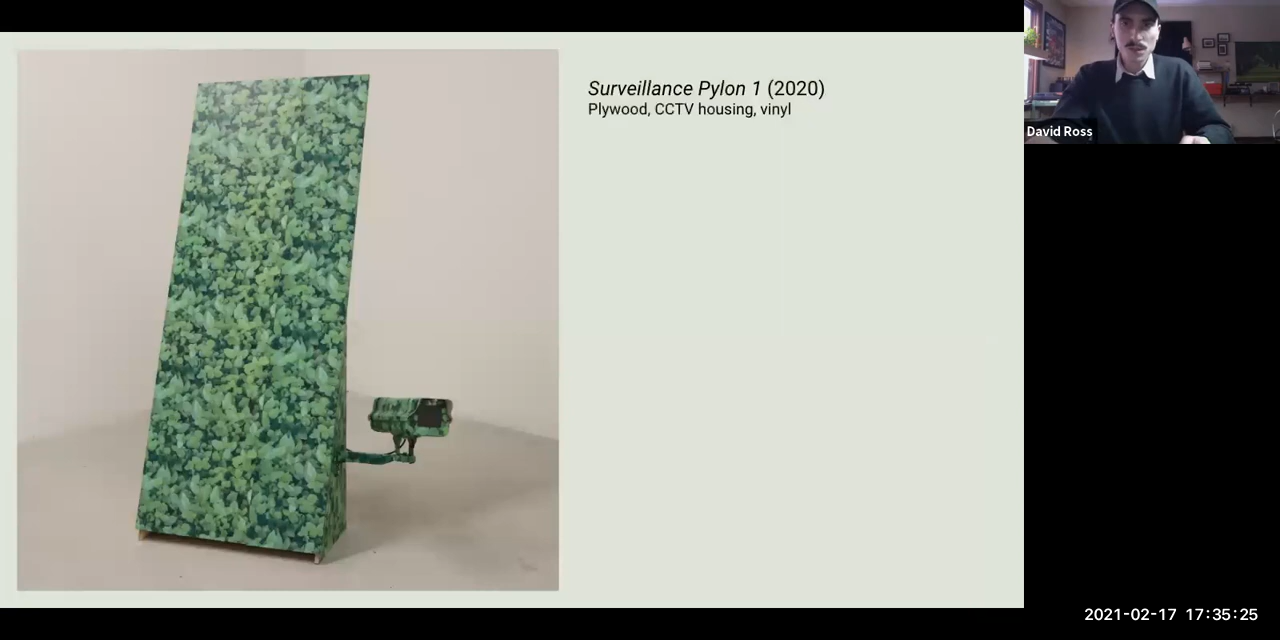 Surveillance Pylon 1 (2020)
Plywood, CCTV housing, vinyl
David Ross
2021-02-17 17:35:25